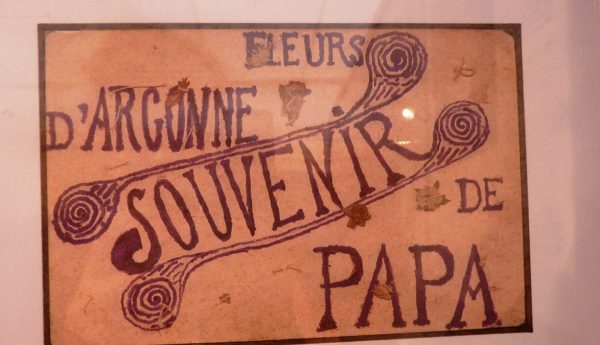 FLEURS
D'ARGONNE
SOUVENIR
DE
PAPA